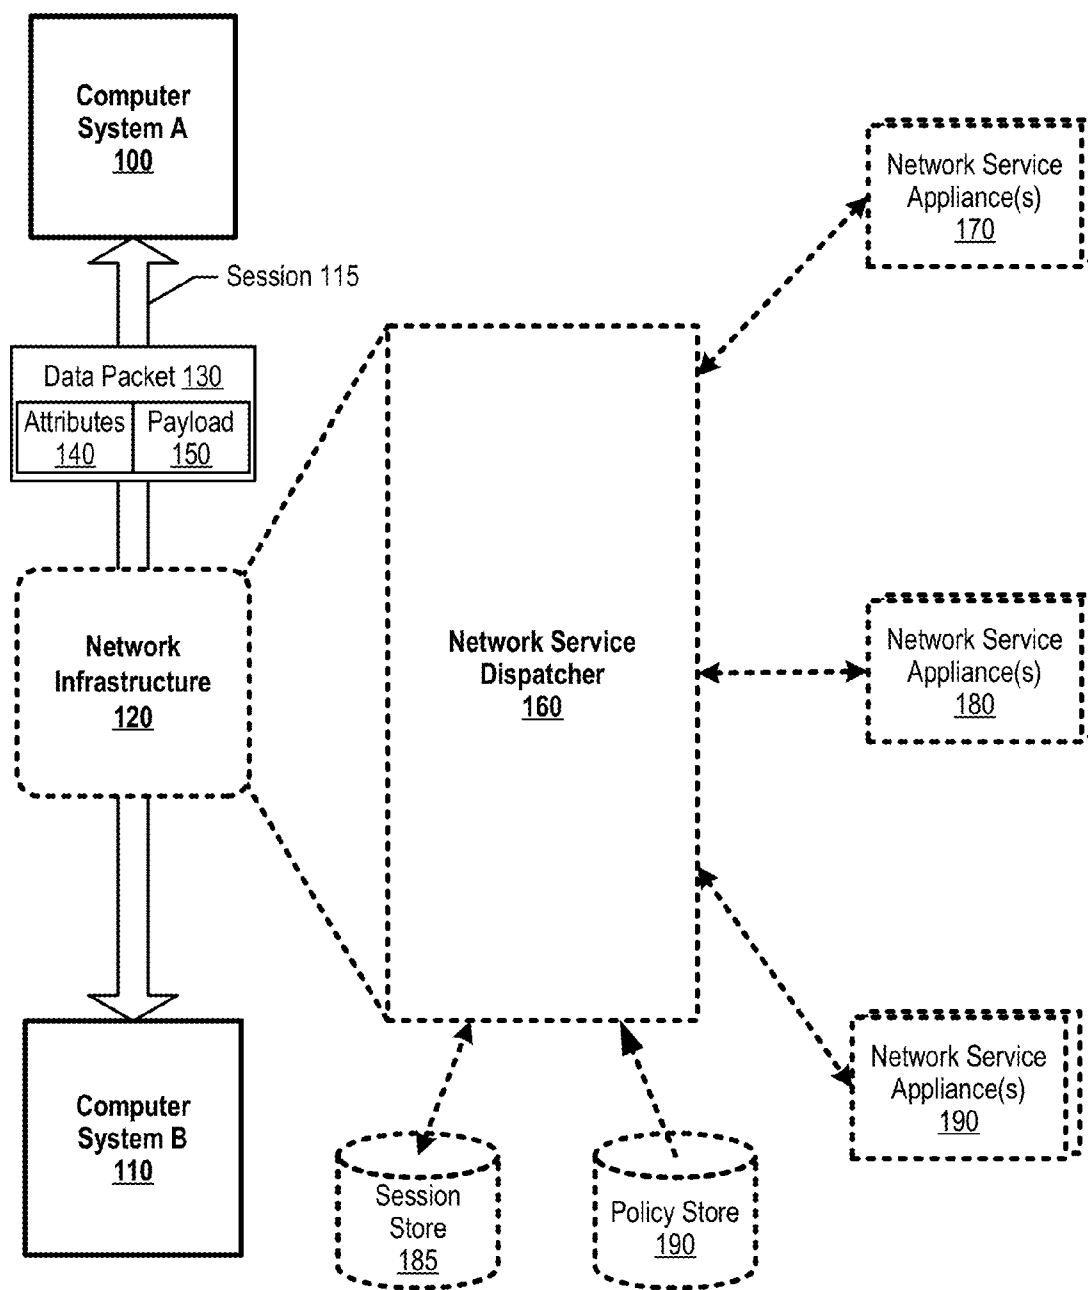 Computer
System A
100
Session 115
Data Packet 130
Attributes
140
Payload
150
Network
Infrastructure
120
Computer
System B
110
Network Service
Dispatcher
160
Session
Store
185
Policy Store
190
Network Service
Appliance(s)
170
Network Service
Appliance(s)
180
Network Service
Appliance(s)
190